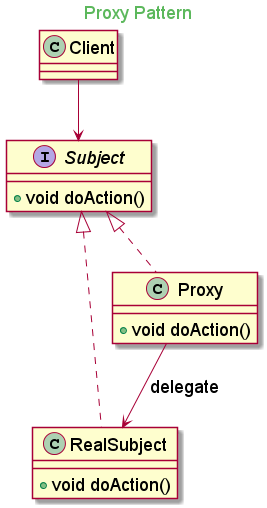 Proxy Pattern
C Client
I Subject
void doAction()
C Proxy
void doAction()
delegate
C RealSubject
void doAction()